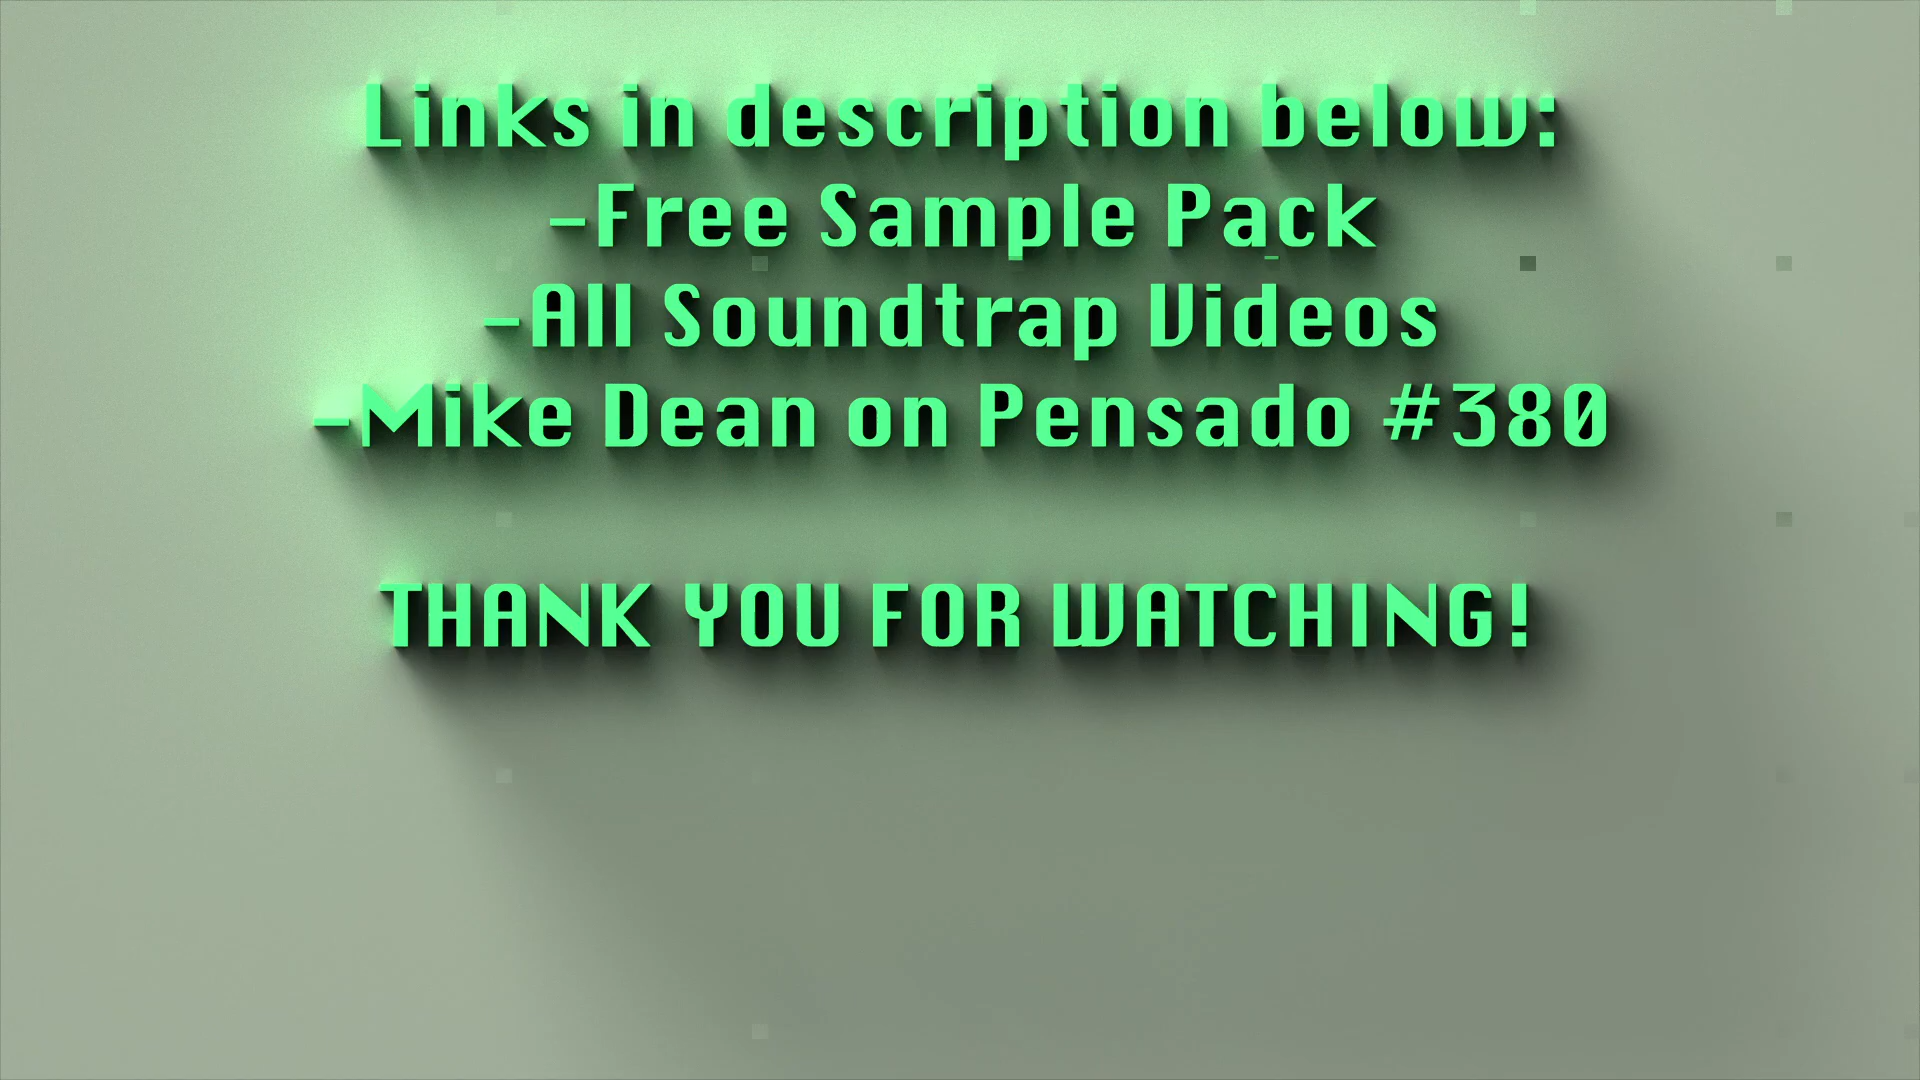 Links in description below:
-Free Sample Pack
-All Soundtrap Videos
-Mike Dean on Pensado #380
THANK YOU FOR WATCHING!